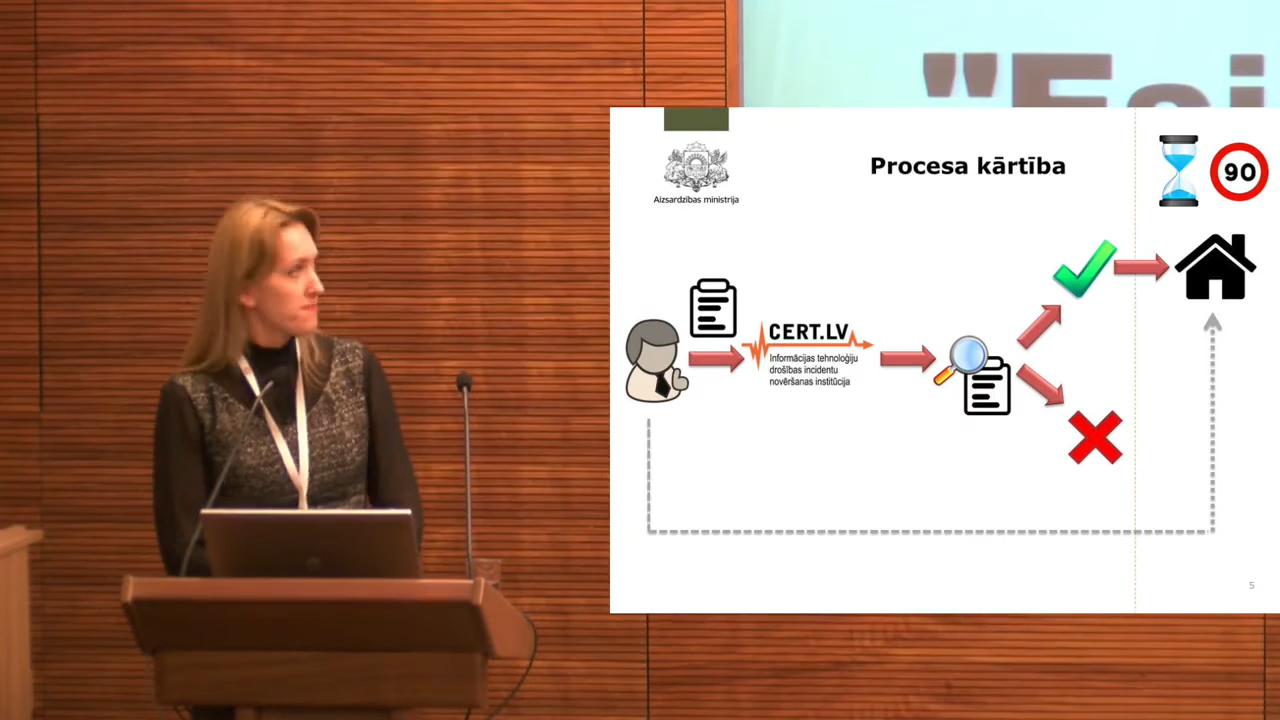 Procesa kārtība
90
Aizsardzības ministrija
CERT.LV
Informācijas tehnoloģiju
drošības incidentu
novēršanas institūcija
5